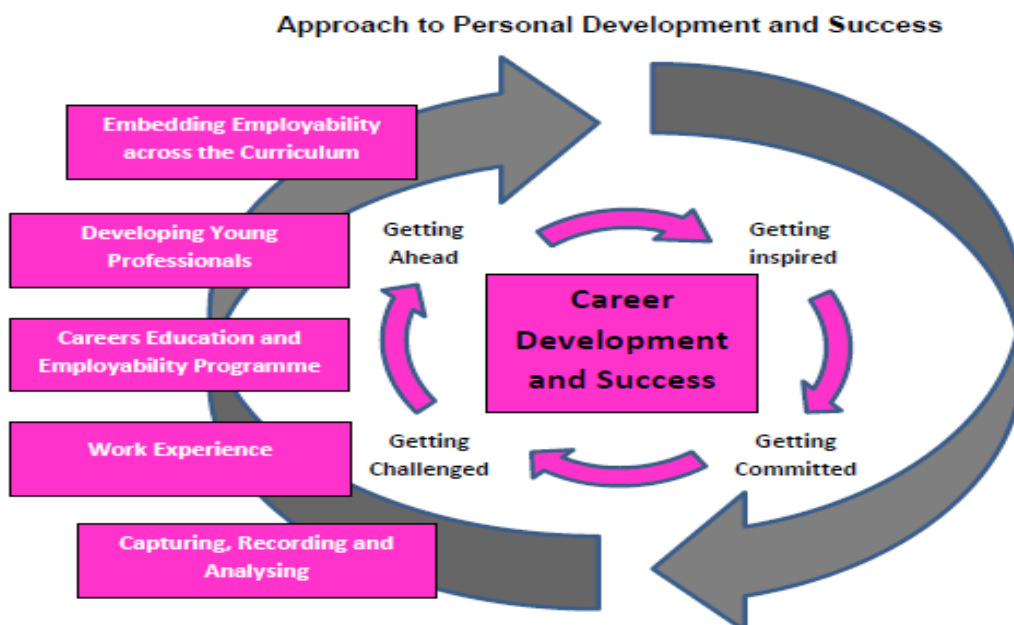 Approach to Personal Development and Success
Embedding Employability
across the Curriculum
Developing Young
Professionals
Careers Education and
Employability Programme
Work Experience
Capturing, Recording and
Analysing
Getting
Ahead
Getting
inspired
Career
Development
and Success
Getting
Challenged
Getting
Committed